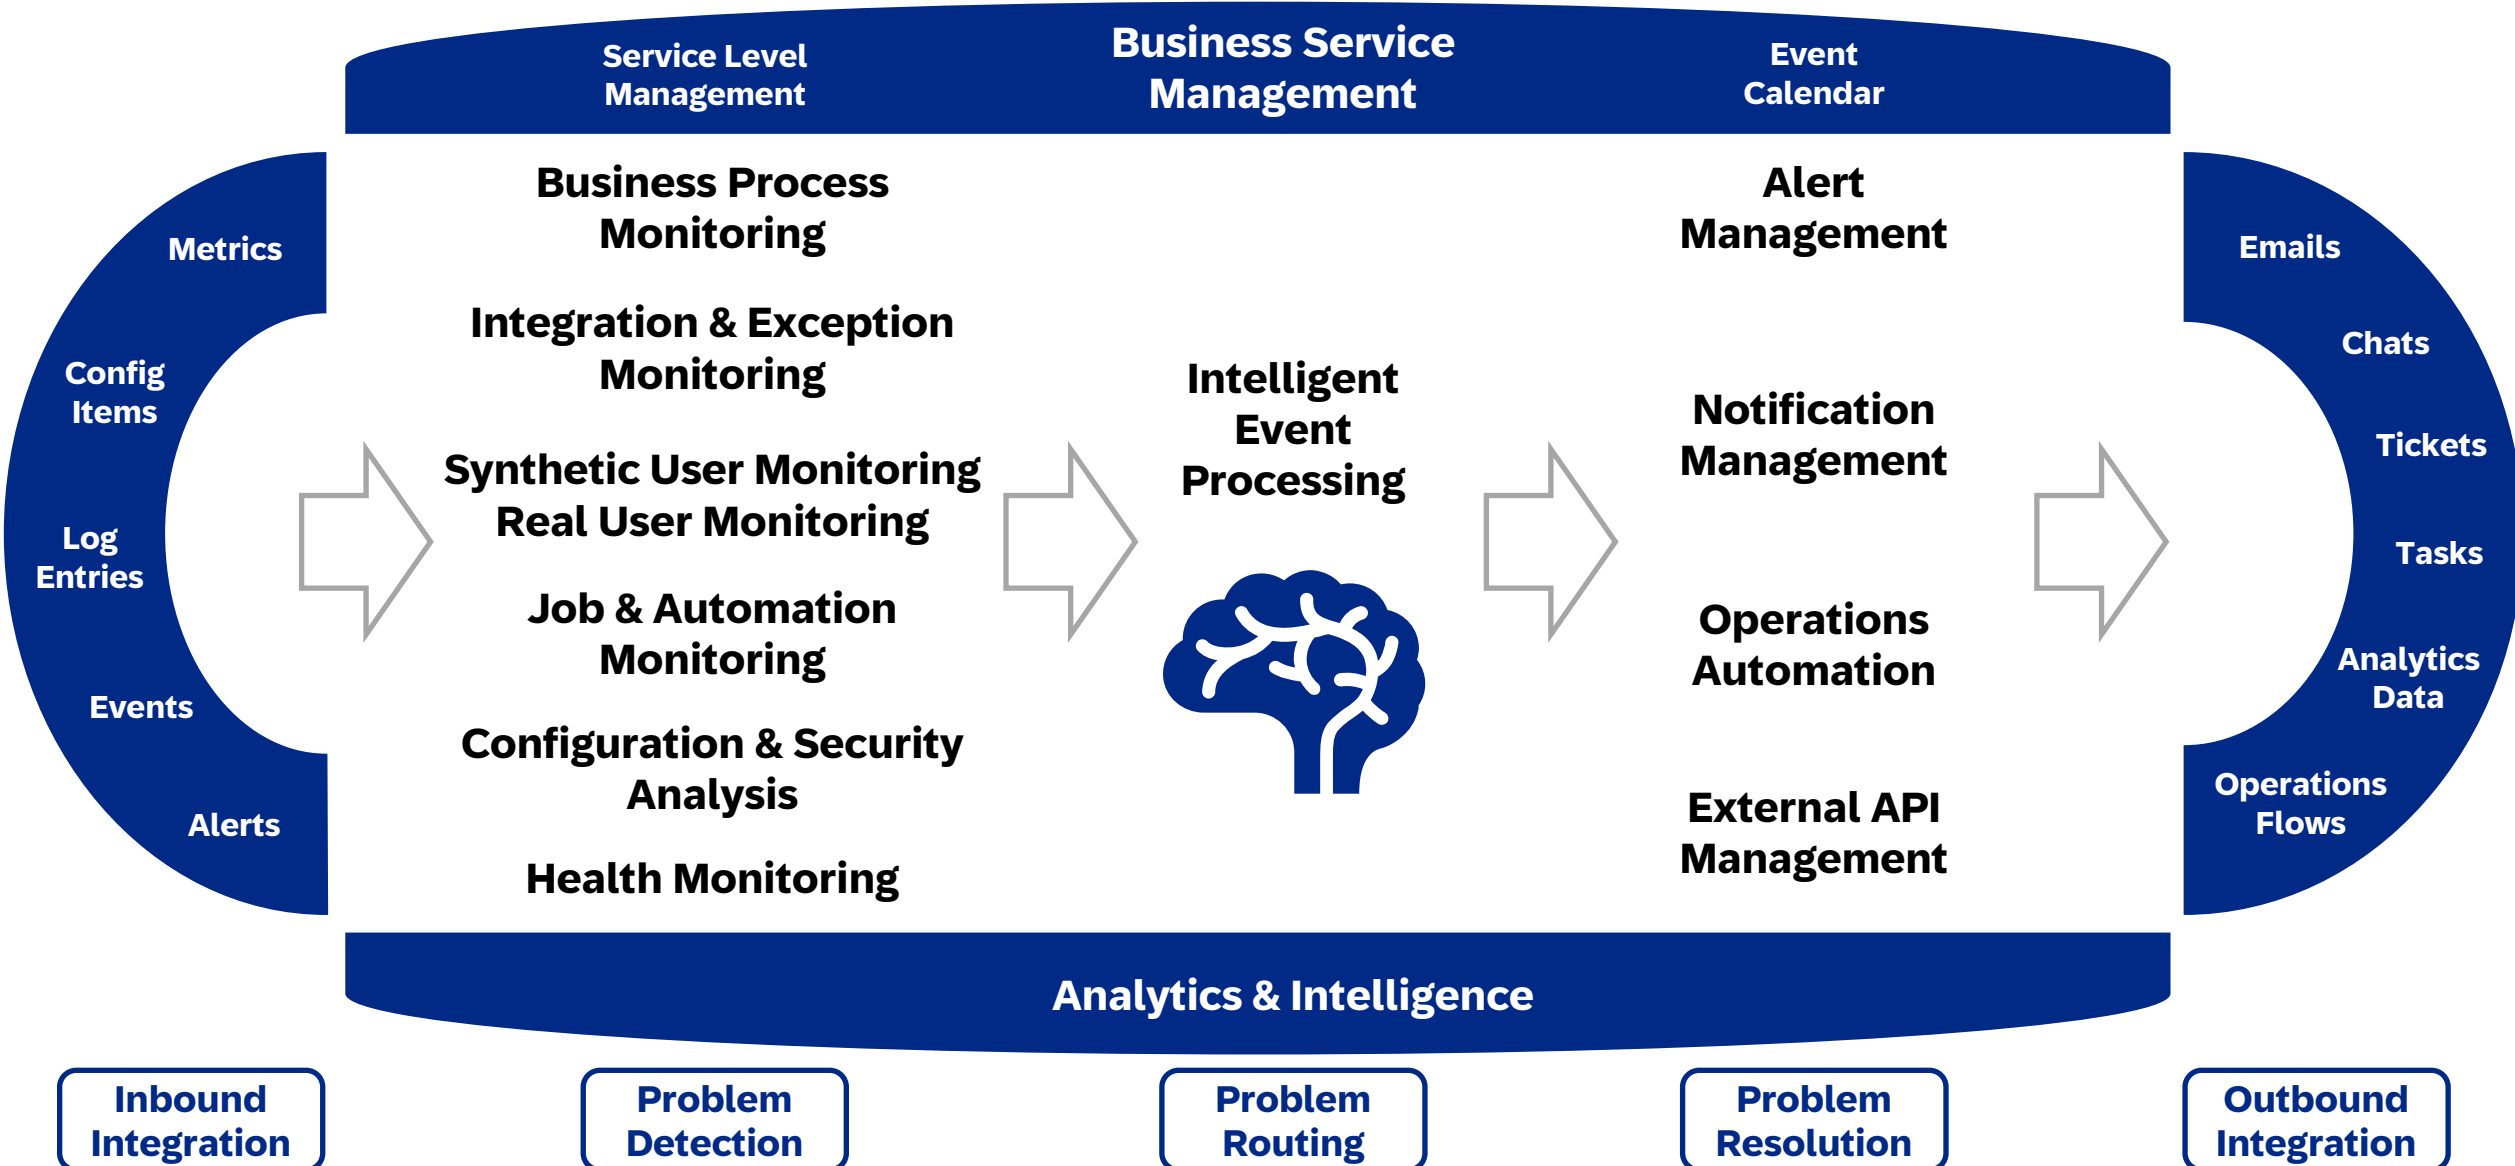 Service Level
Management
Business Service
Management
Event
Calendar
Metrics
Config
Items
Log
Entries
Events
Alerts
Business Process
Monitoring
Integration & Exception
Monitoring
Synthetic User Monitoring
Real User Monitoring
Job & Automation
Monitoring
Configuration & Security
Analysis
Health Monitoring
Intelligent
Event
Processing
Alert
Management
Notification
Management
Operations
Automation
External API
Management
Emails
Chats
Tickets
Tasks
Analytics
Data
Operations
Flows
Analytics & Intelligence
Inbound
Integration
Problem
Detection
Problem
Routing
Problem
Resolution
Outbound
Integration